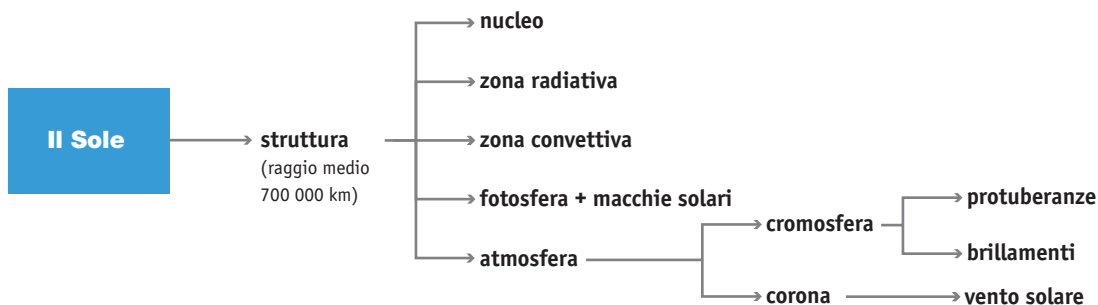 nucleo
zona radiativa
Il Sole
struttura
(raggio medio
700 000 km)
zona convettiva
fotosfera + macchie solari
atmosfera
cromosfera
protuberanze
brillamenti
corona
vento solare